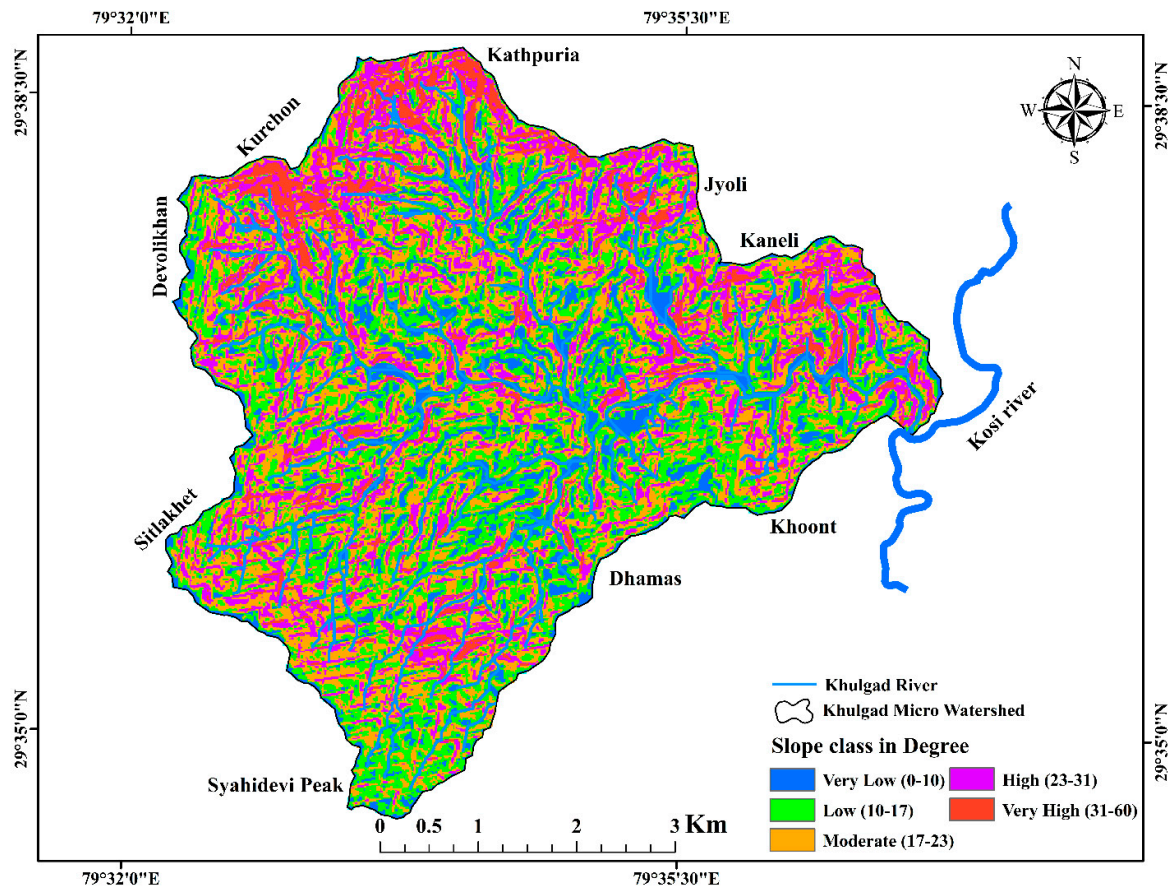 79°32'0"E
79°35'30"E
Kathpuria
N
29°38'30"N
29°38'30"N
W
E
S
Kurchon
Jyoli
Devolikhan
Kaneli
Kosi river
Sitlakhet
Khoont
Dhamas
Khulgad River
Khulgad Micro Watershed
29°35'0"N
29°35'0"N
Slope class in Degree
Syahidevi Peak
Very Low (0-10)
High (23-31)
Low (10-17)
Very High (31-60)
Moderate (17-23)
0 0.5 1 2 3 Km
79°32'0"E
79°35'30"E